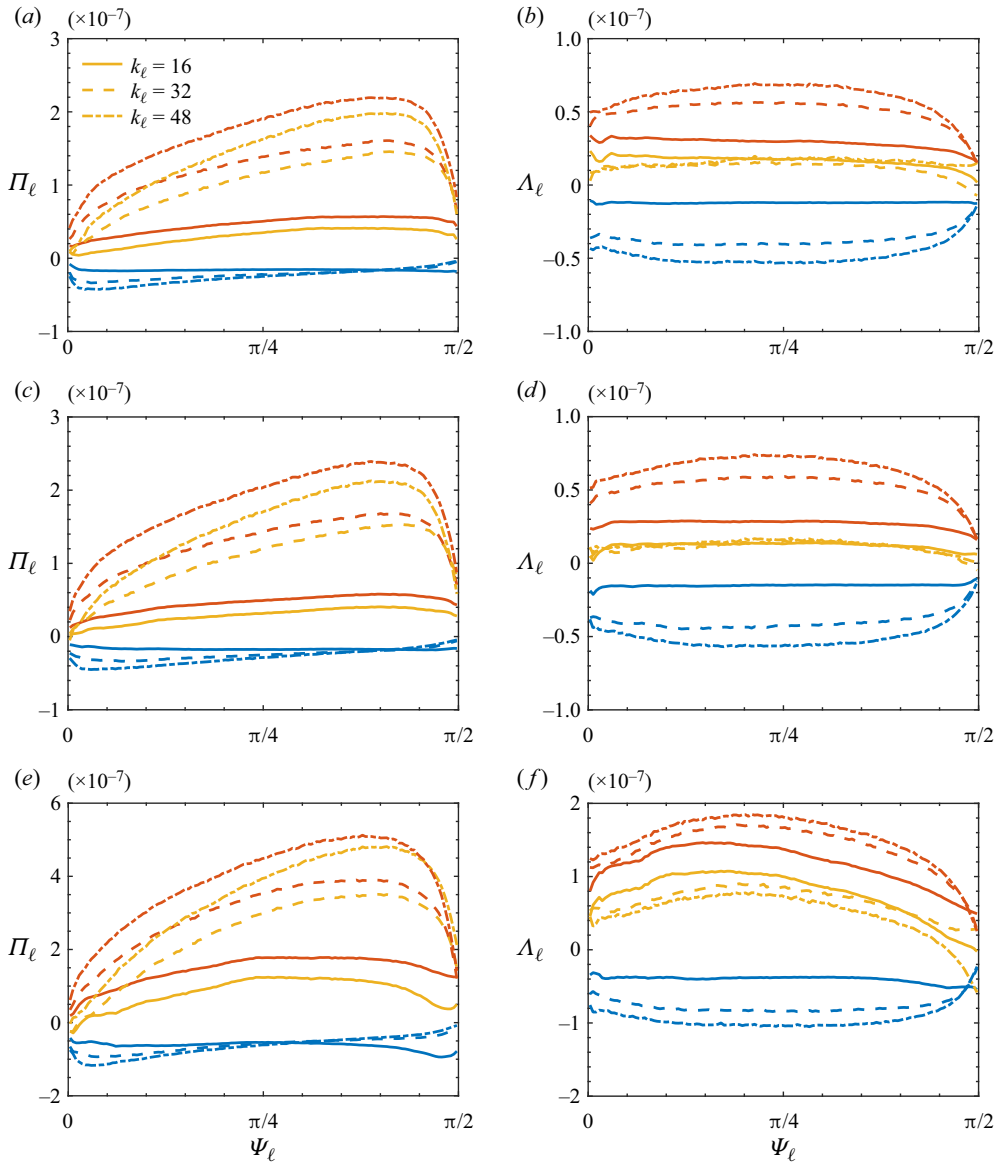 (a) (×10⁻⁷) (b) (×10⁻⁷)
3 1.0
k_ℓ = 16
k_ℓ = 32
k_ℓ = 48
2 0.5
Π_ℓ 1 Λ_ℓ 0
0 –0.5
–1 –1.0
0 π/4 π/2 0 π/4 π/2
(c) (×10⁻⁷) (d) (×10⁻⁷)
3 1.0
2 0.5
Π_ℓ 1 Λ_ℓ 0
0 –0.5
–1 –1.0
0 π/4 π/2 0 π/4 π/2
(e) (×10⁻⁷) (f) (×10⁻⁷)
6 2
4 1
Π_ℓ 2 Λ_ℓ 0
0 –1
–2 –2
0 π/4 π/2 0 π/4 π/2
Ψ_ℓ Ψ_ℓ